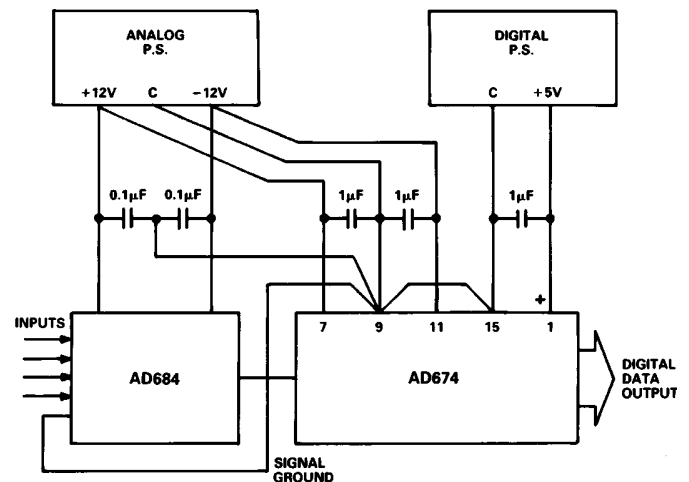 ANALOG
P.S.
DIGITAL
P.S.
+12V C -12V
C +5V
0.1µF 0.1µF
1µF 1µF
1µF
+
7 9 11 15 1
INPUTS
AD684
AD674
DIGITAL
DATA
OUTPUT
SIGNAL
GROUND